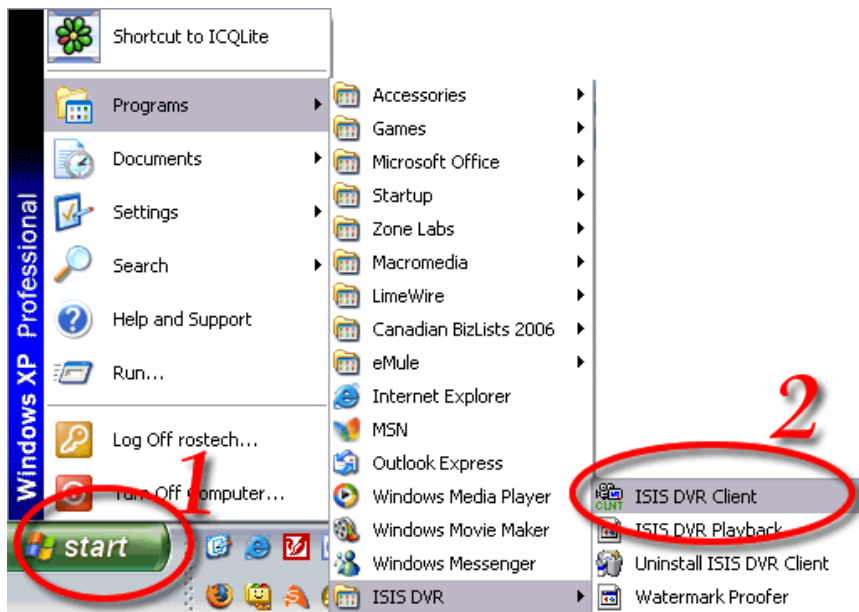 Shortcut to ICQLite
Programs
Documents
Settings
Search
Help and Support
Run...
Log Off rostech...
Turn Off Computer...
Windows XP Professional
start
1
Accessories
Games
Microsoft Office
Startup
Zone Labs
Macromedia
LimeWire
Canadian BizLists 2006
eMule
Internet Explorer
MSN
Outlook Express
Windows Media Player
Windows Movie Maker
Windows Messenger
ISIS DVR
2
CLNT
ISIS DVR Client
ISIS DVR Playback
Uninstall ISIS DVR Client
Watermark Proofer